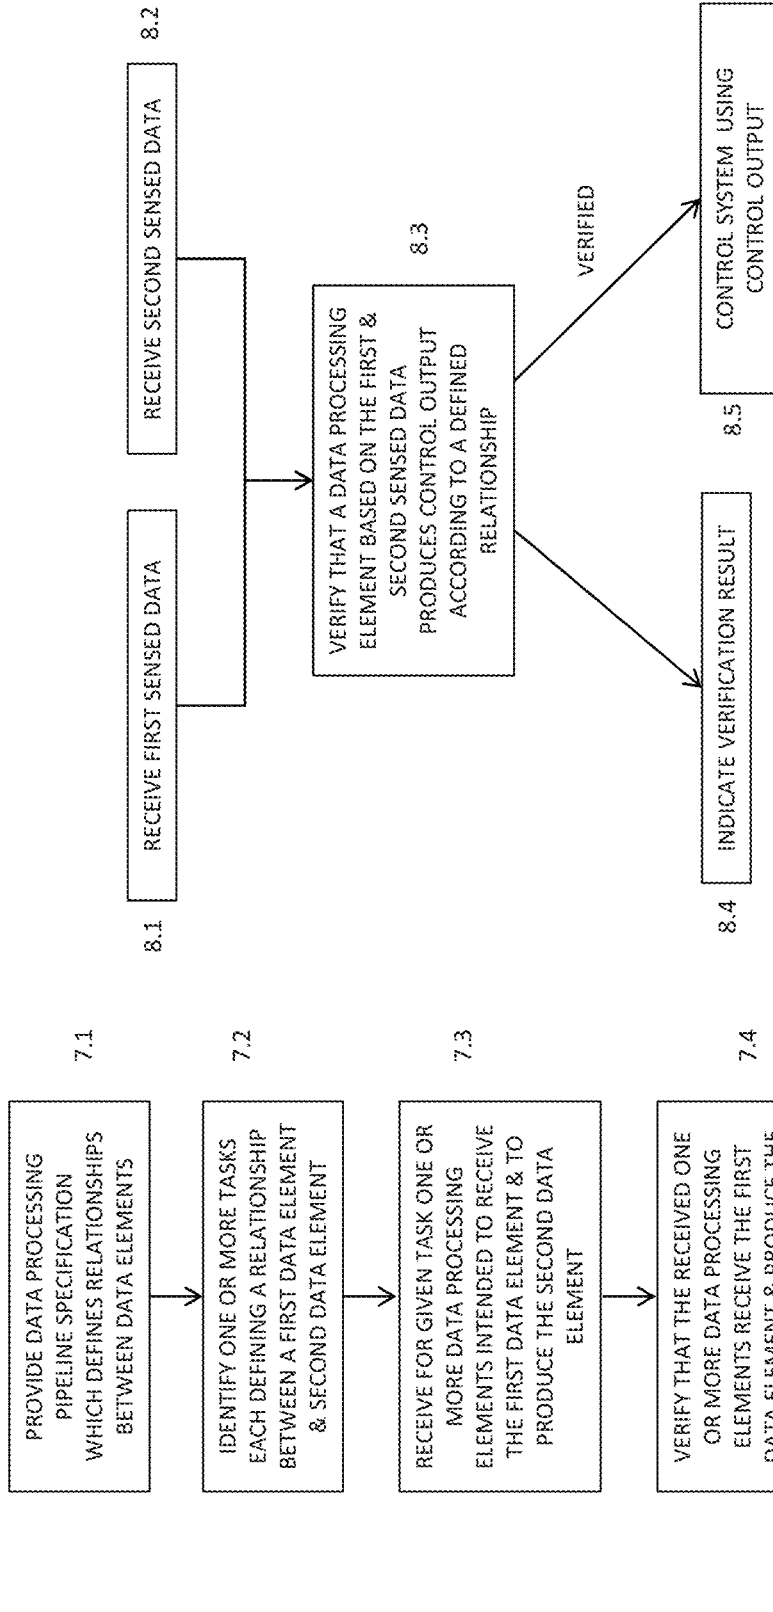 7.1
PROVIDE DATA PROCESSING
PIPELINE SPECIFICATION
WHICH DEFINES RELATIONSHIPS
BETWEEN DATA ELEMENTS
7.2
IDENTIFY ONE OR MORE TASKS
EACH DEFINING A RELATIONSHIP
BETWEEN A FIRST DATA ELEMENT
& SECOND DATA ELEMENT
7.3
RECEIVE FOR GIVEN TASK ONE OR
MORE DATA PROCESSING
ELEMENTS INTENDED TO RECEIVE
THE FIRST DATA ELEMENT & TO
PRODUCE THE SECOND DATA
ELEMENT
7.4
VERIFY THAT THE RECEIVED ONE
OR MORE DATA PROCESSING
ELEMENTS RECEIVE THE FIRST
DATA ELEMENT & PRODUCE THE
8.1
RECEIVE FIRST SENSED DATA
8.2
RECEIVE SECOND SENSED DATA
8.3
VERIFY THAT A DATA PROCESSING
ELEMENT BASED ON THE FIRST &
SECOND SENSED DATA
PRODUCES CONTROL OUTPUT
ACCORDING TO A DEFINED
RELATIONSHIP
VERIFIED
8.4
INDICATE VERIFICATION RESULT
8.5
CONTROL SYSTEM USING
CONTROL OUTPUT